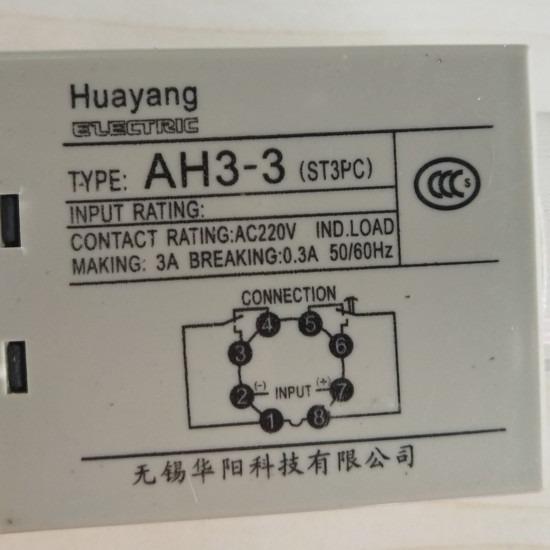 Huayang
ELECTRIC
TYPE: AH3-3 (ST3PC)
INPUT RATING:
CONTACT RATING:AC220V IND.LOAD
MAKING: 3A BREAKING:0.3A 50/60Hz
CCC S
CONNECTION
4 5
3 6
2 (-) INPUT (+) 7
1 8
无锡华阳科技有限公司